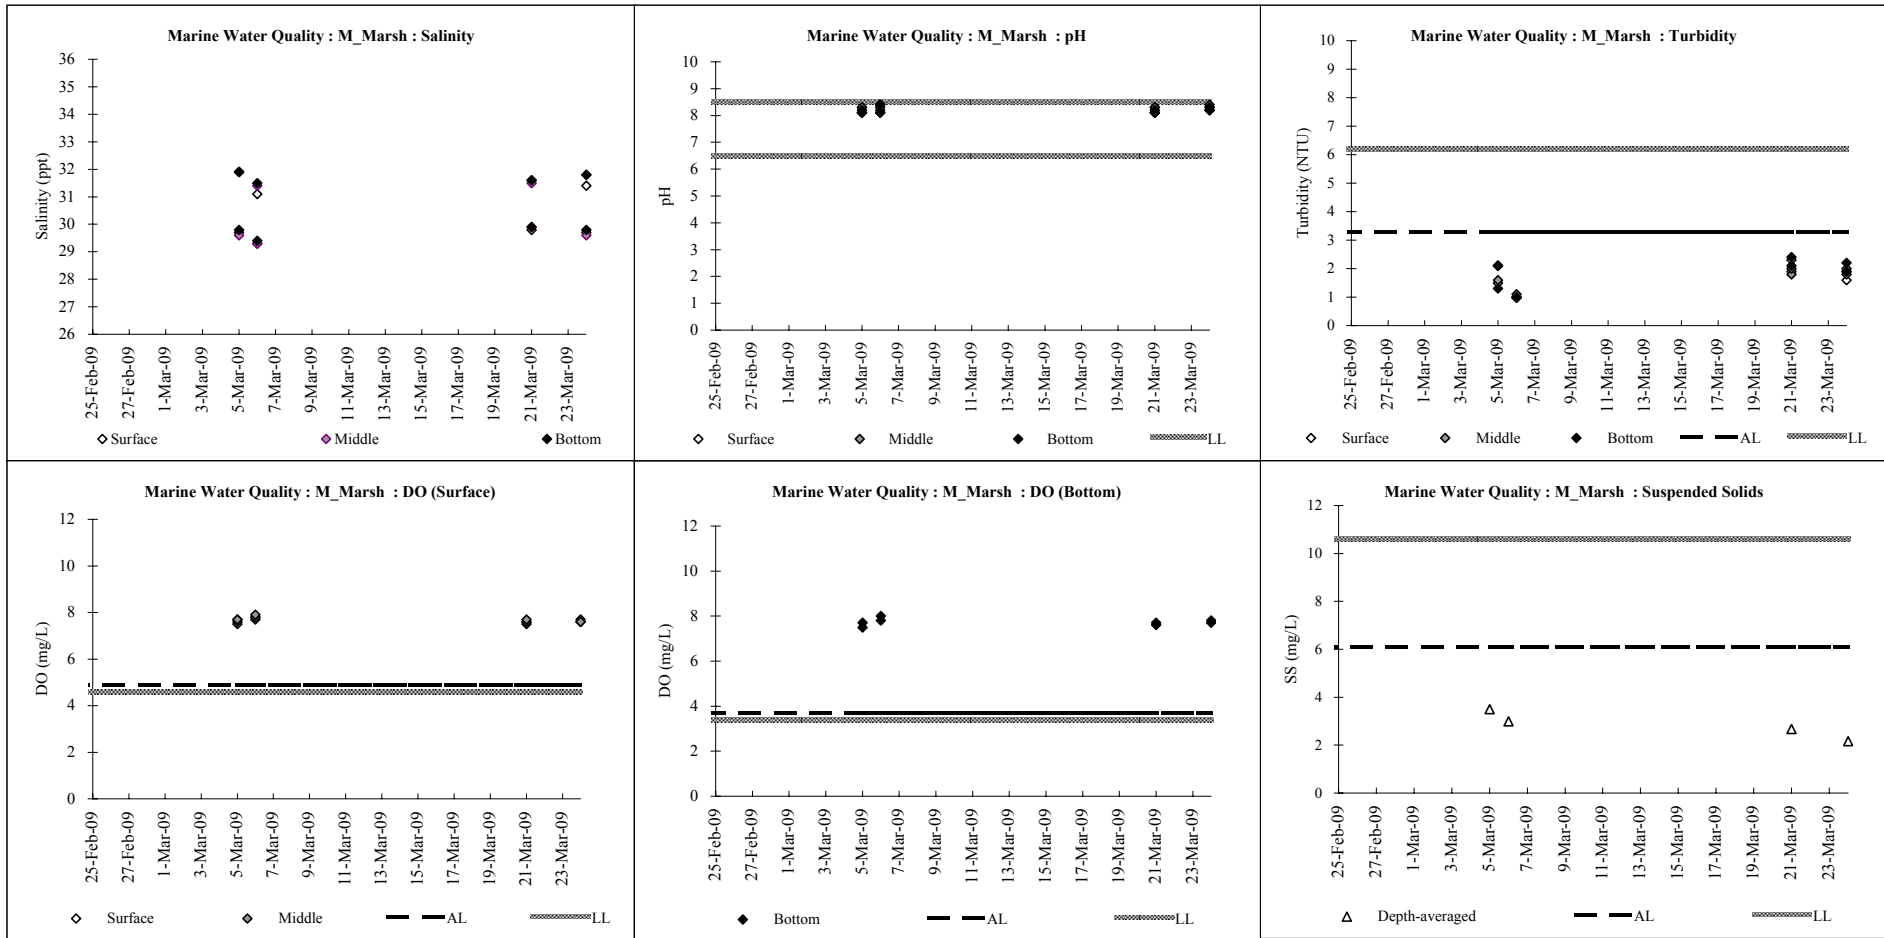 Marine Water Quality : M_Marsh : Salinity
36
35
34
33
32
31
30
29
28
27
26
Salinity (ppt)
25-Feb-09
27-Feb-09
1-Mar-09
3-Mar-09
5-Mar-09
7-Mar-09
9-Mar-09
11-Mar-09
13-Mar-09
15-Mar-09
17-Mar-09
19-Mar-09
21-Mar-09
23-Mar-09
Surface Middle Bottom
Marine Water Quality : M_Marsh : pH
10
9
8
7
6
5
4
3
2
1
0
pH
25-Feb-09
27-Feb-09
1-Mar-09
3-Mar-09
5-Mar-09
7-Mar-09
9-Mar-09
11-Mar-09
13-Mar-09
15-Mar-09
17-Mar-09
19-Mar-09
21-Mar-09
23-Mar-09
Surface Middle Bottom LL
Marine Water Quality : M_Marsh : Turbidity
10
9
8
7
6
5
4
3
2
1
0
Turbidity (NTU)
25-Feb-09
27-Feb-09
1-Mar-09
3-Mar-09
5-Mar-09
7-Mar-09
9-Mar-09
11-Mar-09
13-Mar-09
15-Mar-09
17-Mar-09
19-Mar-09
21-Mar-09
23-Mar-09
Surface Middle Bottom AL LL
Marine Water Quality : M_Marsh : DO (Surface)
12
10
8
6
4
2
0
DO (mg/L)
25-Feb-09
27-Feb-09
1-Mar-09
3-Mar-09
5-Mar-09
7-Mar-09
9-Mar-09
11-Mar-09
13-Mar-09
15-Mar-09
17-Mar-09
19-Mar-09
21-Mar-09
23-Mar-09
Surface Middle AL LL
Marine Water Quality : M_Marsh : DO (Bottom)
12
10
8
6
4
2
0
DO (mg/L)
25-Feb-09
27-Feb-09
1-Mar-09
3-Mar-09
5-Mar-09
7-Mar-09
9-Mar-09
11-Mar-09
13-Mar-09
15-Mar-09
17-Mar-09
19-Mar-09
21-Mar-09
23-Mar-09
Bottom AL LL
Marine Water Quality : M_Marsh : Suspended Solids
12
10
8
6
4
2
0
SS (mg/L)
25-Feb-09
27-Feb-09
1-Mar-09
3-Mar-09
5-Mar-09
7-Mar-09
9-Mar-09
11-Mar-09
13-Mar-09
15-Mar-09
17-Mar-09
19-Mar-09
21-Mar-09
23-Mar-09
Depth-averaged AL LL